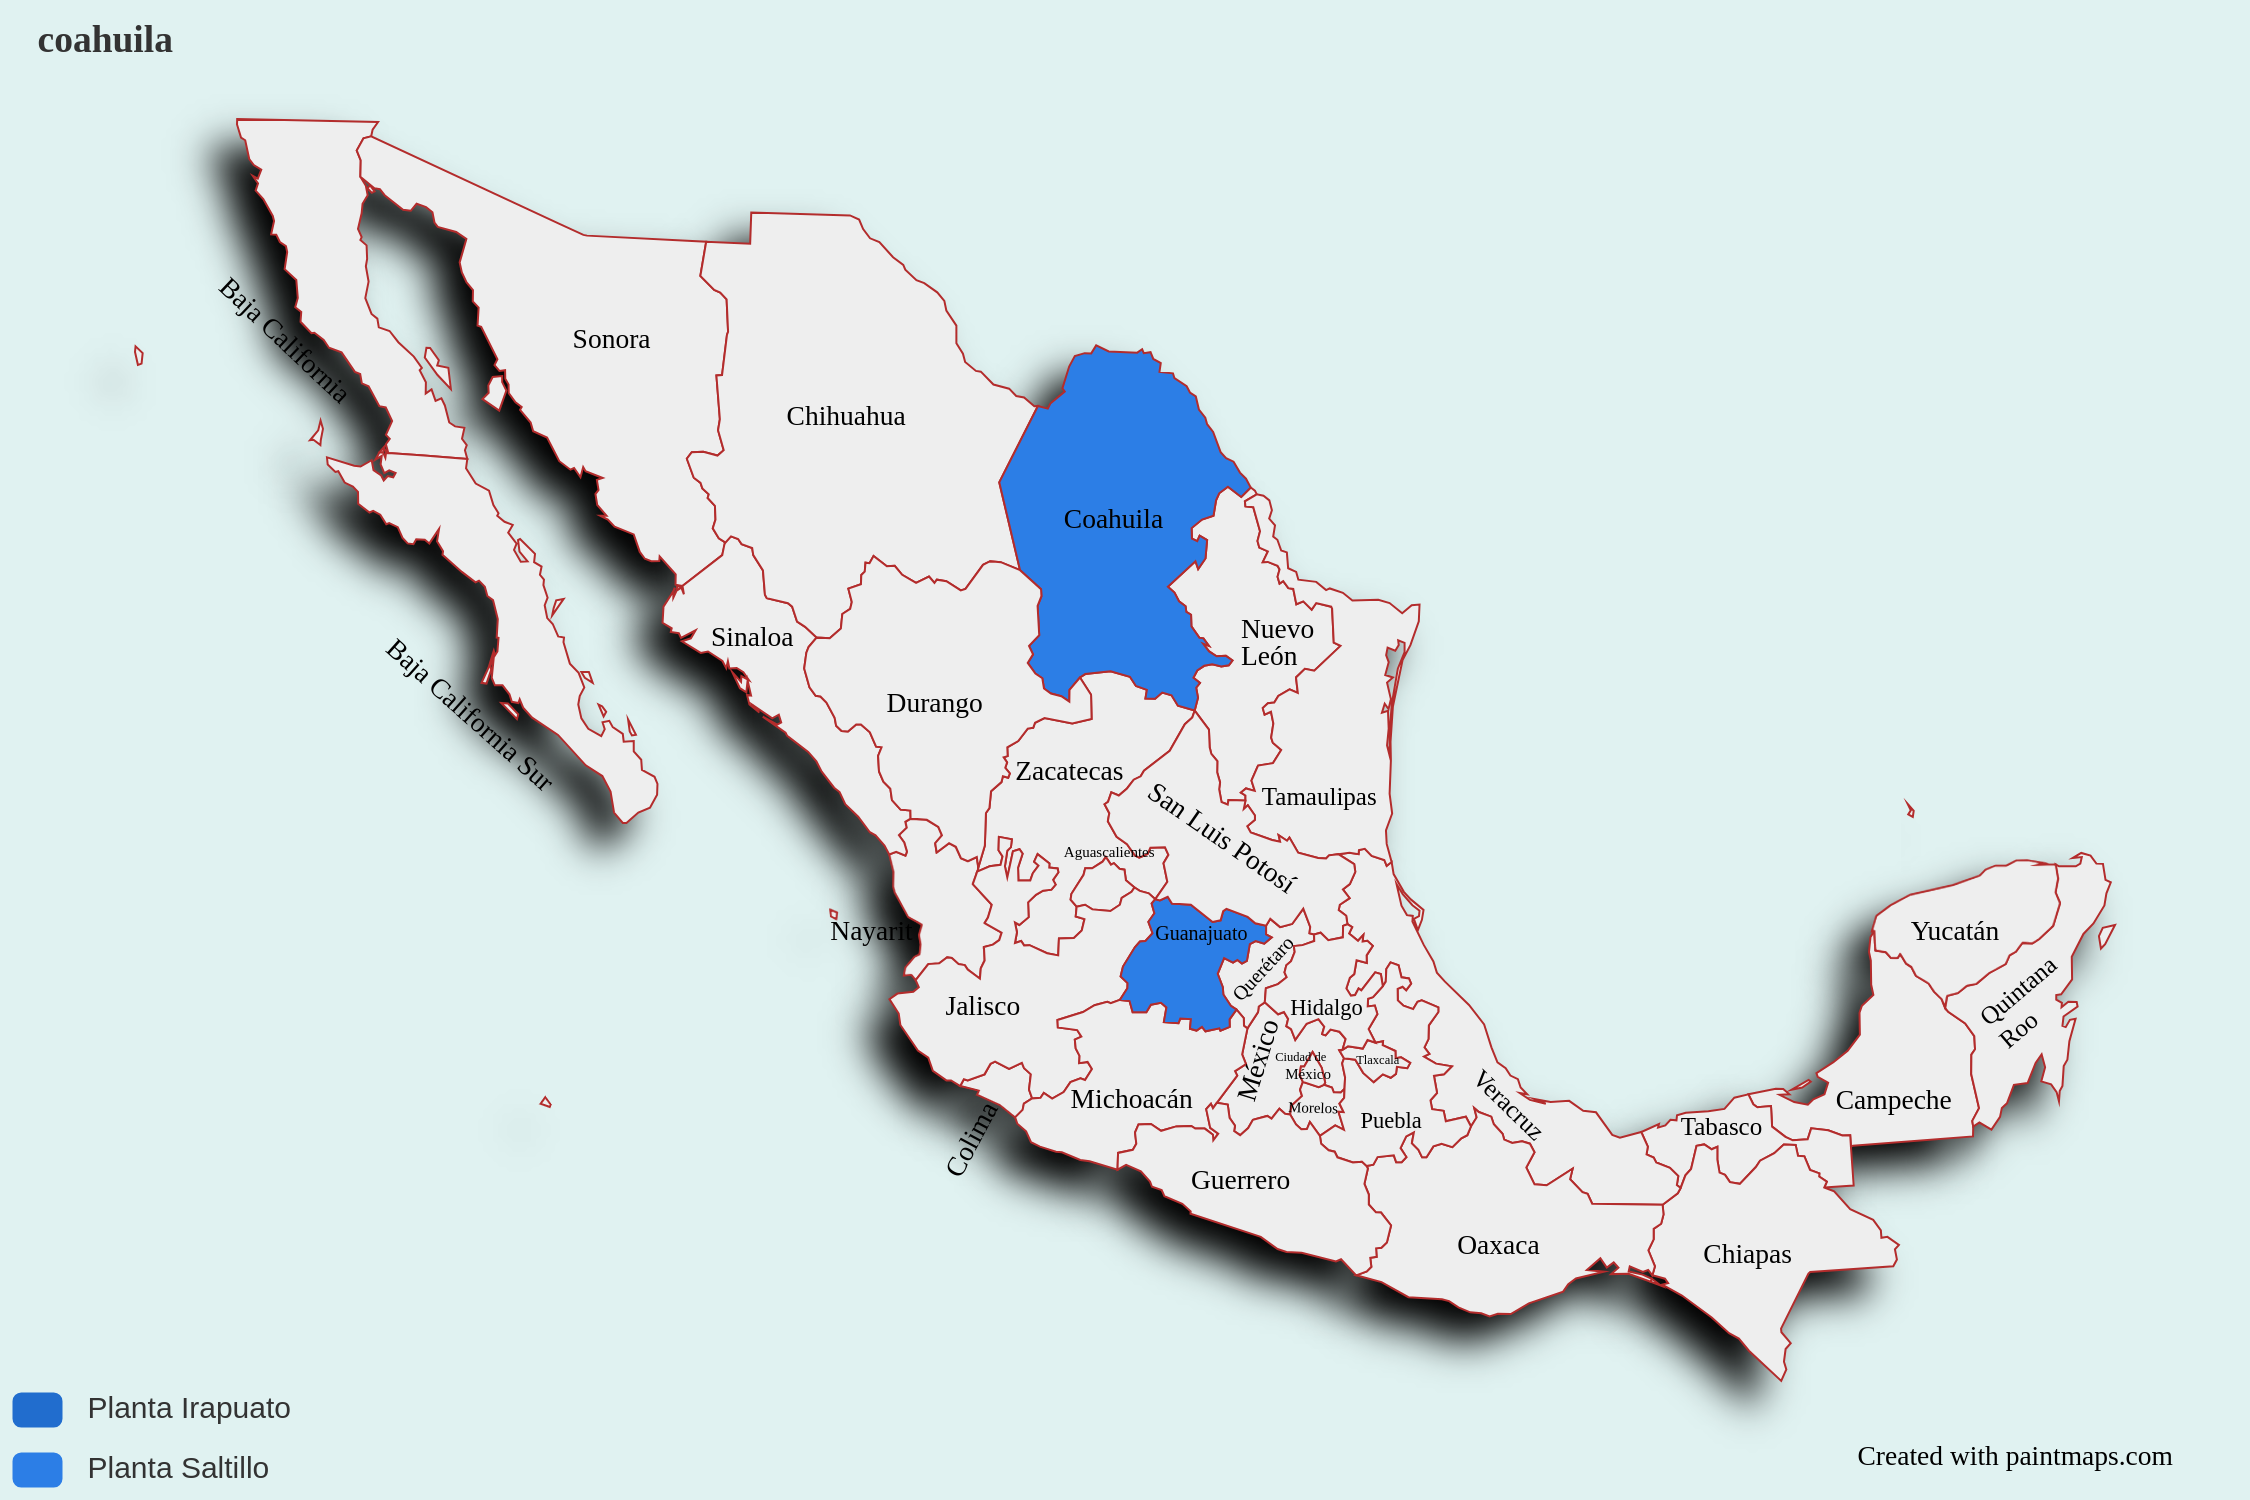 coahuila
Baja California
Sonora
Chihuahua
Coahuila
Sinaloa
Nuevo
León
Baja California Sur
Durango
Zacatecas
San Luis Potosí
Tamaulipas
Aguascalientes
Nayarit
Guanajuato
Querétaro
Yucatán
Quintana
Roo
Jalisco
Hidalgo
Mexico
Ciudad de
México
Tlaxcala
Michoacán
Morelos
Puebla
Veracruz
Campeche
Tabasco
Colima
Guerrero
Oaxaca
Chiapas
Planta Irapuato
Planta Saltillo
Created with paintmaps.com